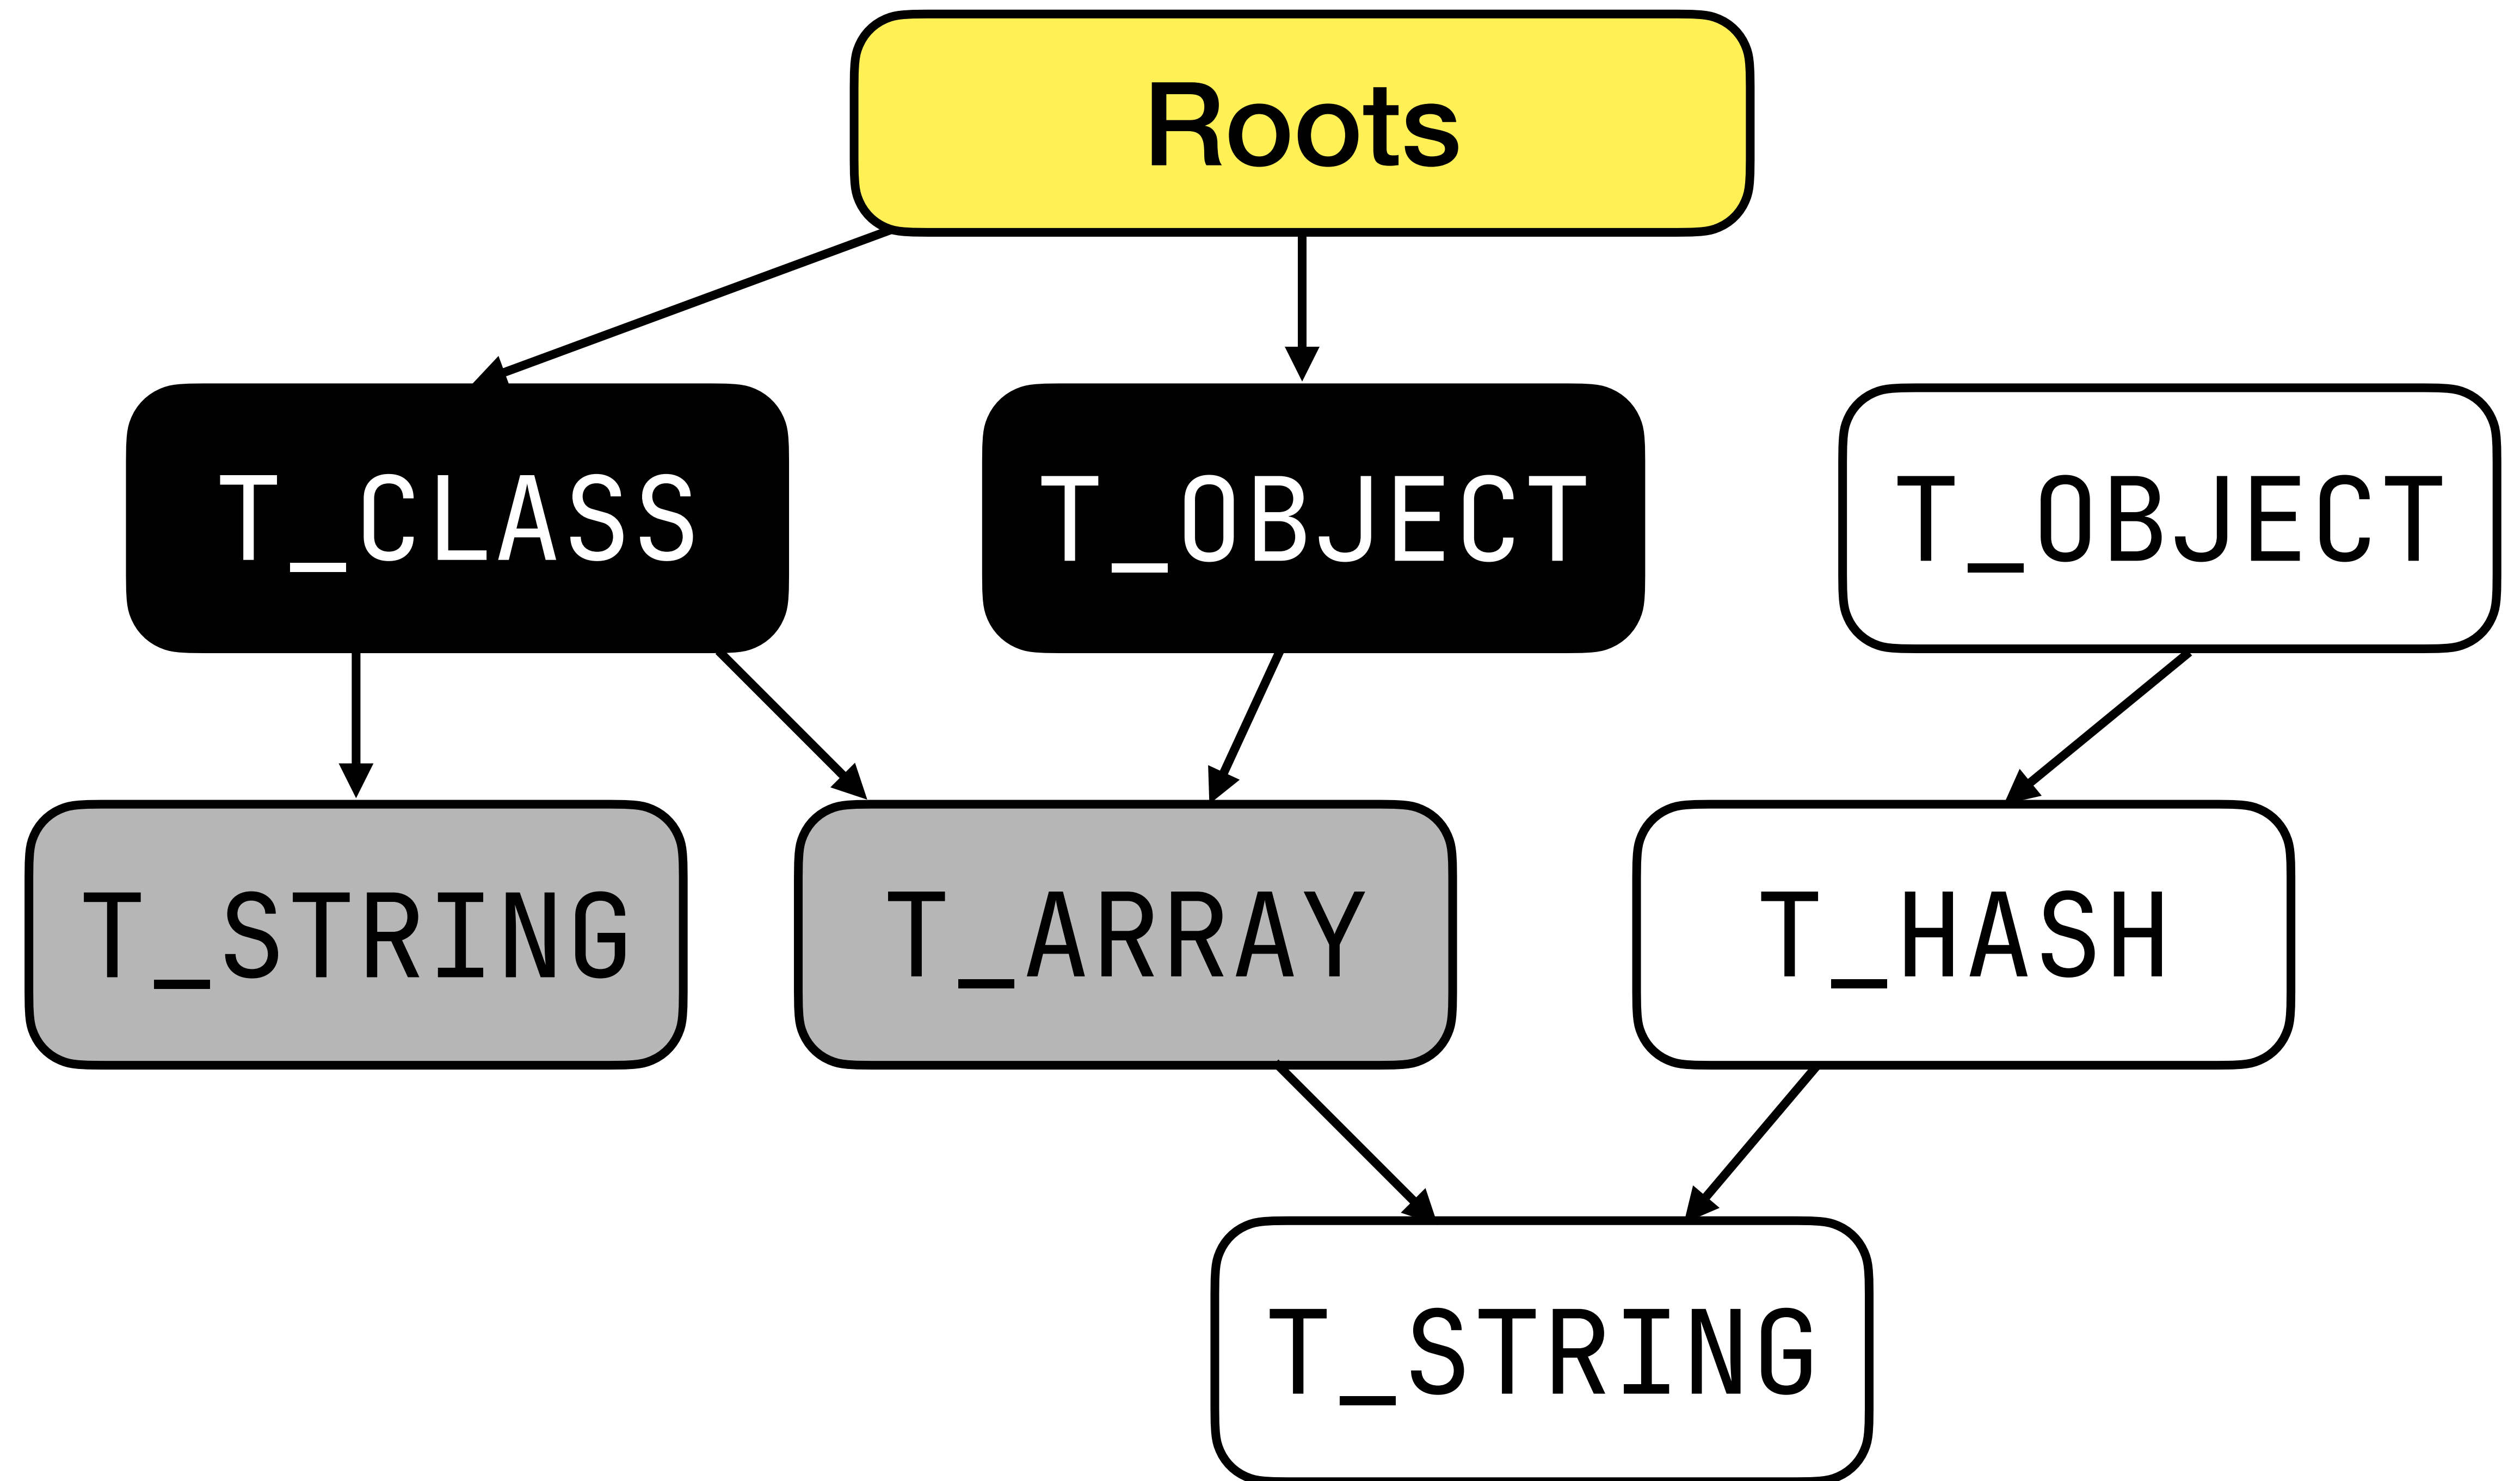 Roots
T_CLASS
T_OBJECT
T_OBJECT
T_STRING
T_ARRAY
T_HASH
T_STRING